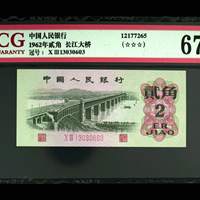 CG
中国人民银行
1962年贰角 长江大桥
冠号: X III 13030603
12177265
(☆☆☆)
67
中国人民银行
贰角
2
ER
JIAO
X III 13030603